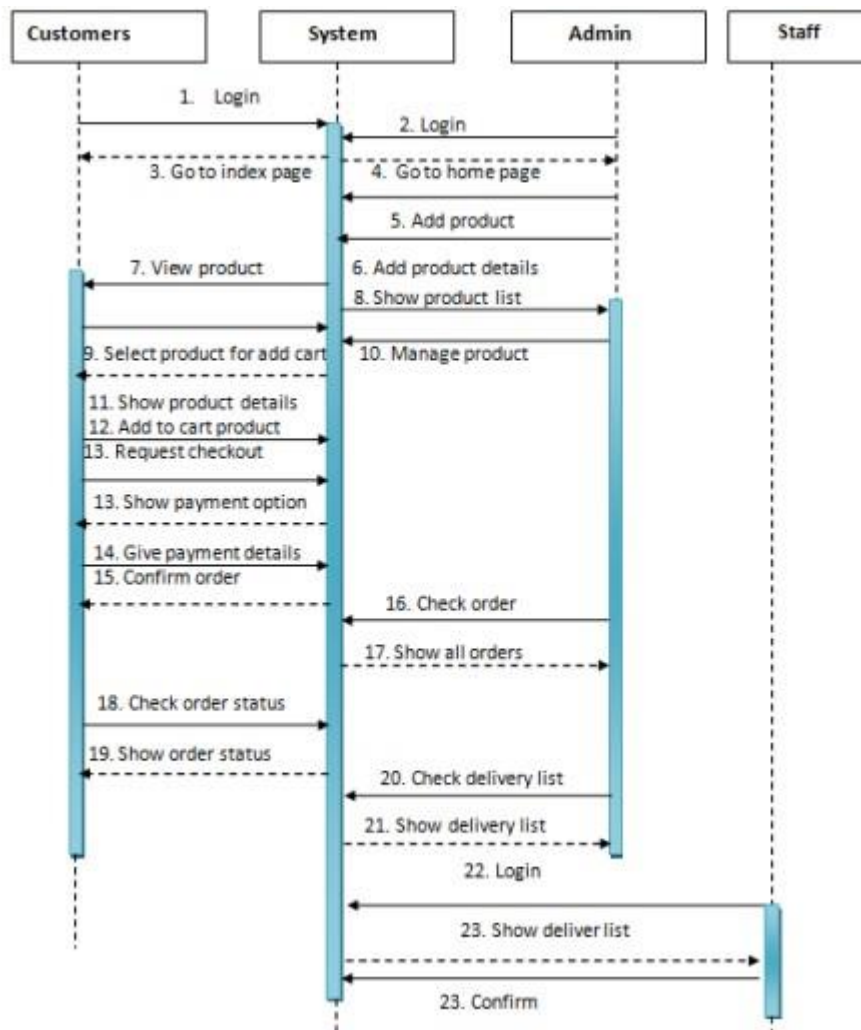 Customers
System
Admin
Staff
1. Login
2. Login
3. Go to index page
4. Go to home page
5. Add product
7. View product
6. Add product details
8. Show product list
9. Select product for add cart
10. Manage product
11. Show product details
12. Add to cart product
13. Request checkout
13. Show payment option
14. Give payment details
15. Confirm order
16. Check order
17. Show all orders
18. Check order status
19. Show order status
20. Check delivery list
21. Show delivery list
22. Login
23. Show deliver list
23. Confirm